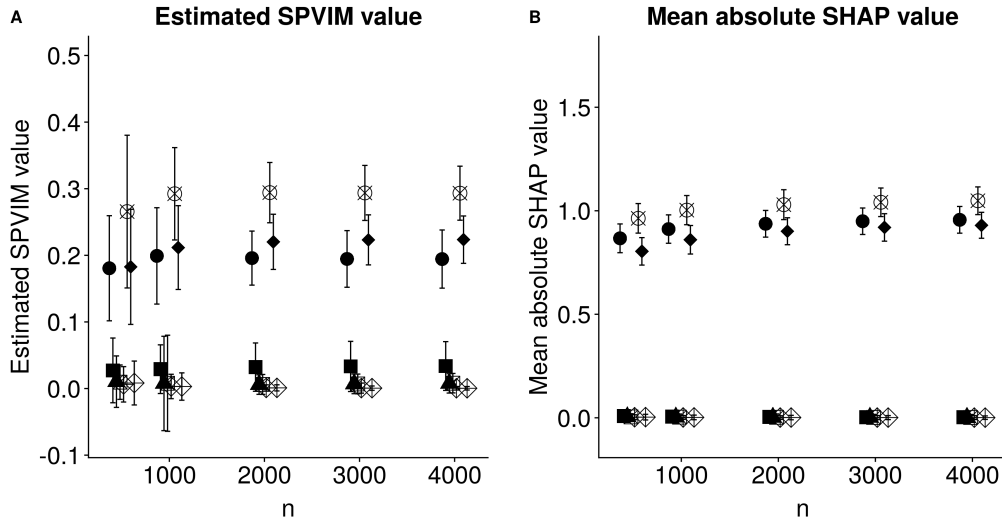 A
Estimated SPVIM value
Estimated SPVIM value
0.5
0.4
0.3
0.2
0.1
0.0
-0.1
1000
2000
3000
4000
n
B
Mean absolute SHAP value
Mean absolute SHAP value
1.5
1.0
0.5
0.0
1000
2000
3000
4000
n